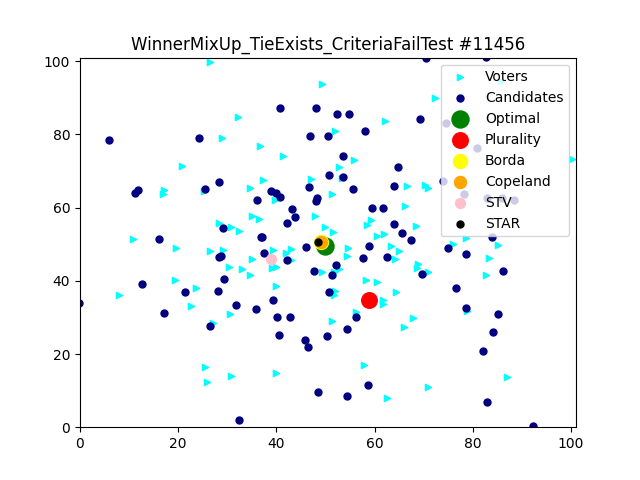 WinnerMixUp_TieExists_CriteriaFailTest #11456
100
80
60
40
20
0
0
20
40
60
80
100
Voters
Candidates
Optimal
Plurality
Borda
Copeland
STV
STAR